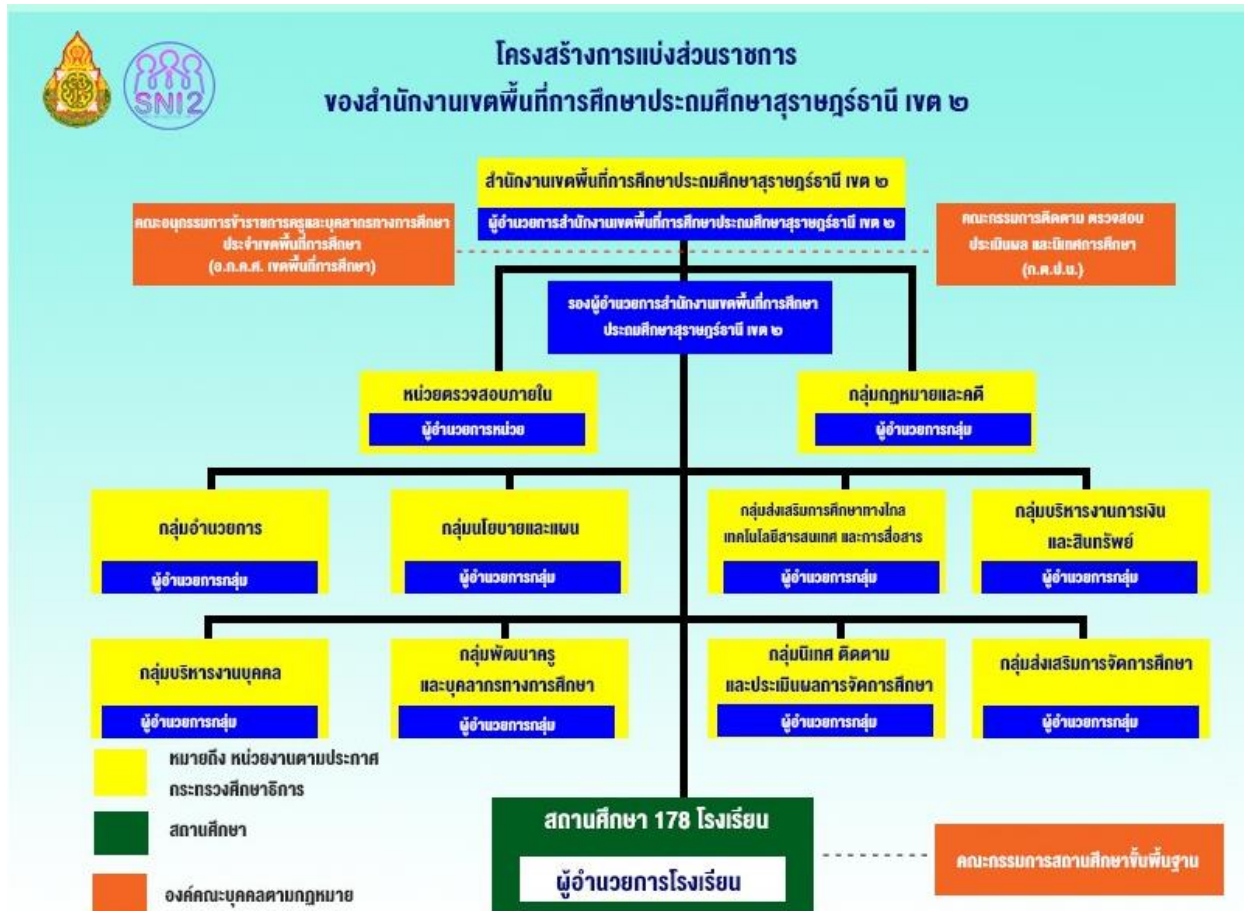 SNI2
โครงสร้างการแบ่งส่วนราชการ
ของสำนักงานเขตพื้นที่การศึกษาประถมศึกษาสุราษฎร์ธานี เขต ๒
สำนักงานเขตพื้นที่การศึกษาประถมศึกษาสุราษฎร์ธานี เขต ๒
ผู้อำนวยการสำนักงานเขตพื้นที่การศึกษาประถมศึกษาสุราษฎร์ธานี เขต ๒
คณะอนุกรรมการข้าราชการครูและบุคลากรทางการศึกษา
ประจำเขตพื้นที่การศึกษา
(อ.ก.ค.ศ. เขตพื้นที่การศึกษา)
คณะกรรมการติดตาม ตรวจสอบ
ประเมินผล และนิเทศการศึกษา
(ก.ต.ป.น.)
รองผู้อำนวยการสำนักงานเขตพื้นที่การศึกษา
ประถมศึกษาสุราษฎร์ธานี เขต ๒
หน่วยตรวจสอบภายใน
ผู้อำนวยการหน่วย
กลุ่มกฎหมายและคดี
ผู้อำนวยการกลุ่ม
กลุ่มอำนวยการ
ผู้อำนวยการกลุ่ม
กลุ่มนโยบายและแผน
ผู้อำนวยการกลุ่ม
กลุ่มส่งเสริมการศึกษาทางไกล
เทคโนโลยีสารสนเทศ และการสื่อสาร
ผู้อำนวยการกลุ่ม
กลุ่มบริหารงานการเงิน
และสินทรัพย์
ผู้อำนวยการกลุ่ม
กลุ่มบริหารงานบุคคล
ผู้อำนวยการกลุ่ม
กลุ่มพัฒนาครู
และบุคลากรทางการศึกษา
ผู้อำนวยการกลุ่ม
กลุ่มนิเทศ ติดตาม
และประเมินผลการจัดการศึกษา
ผู้อำนวยการกลุ่ม
กลุ่มส่งเสริมการจัดการศึกษา
ผู้อำนวยการกลุ่ม
หมายถึง หน่วยงานตามประกาศ
กระทรวงศึกษาธิการ
สถานศึกษา
องค์คณะบุคคลตามกฎหมาย
สถานศึกษา 178 โรงเรียน
ผู้อำนวยการโรงเรียน
คณะกรรมการสถานศึกษาขั้นพื้นฐาน